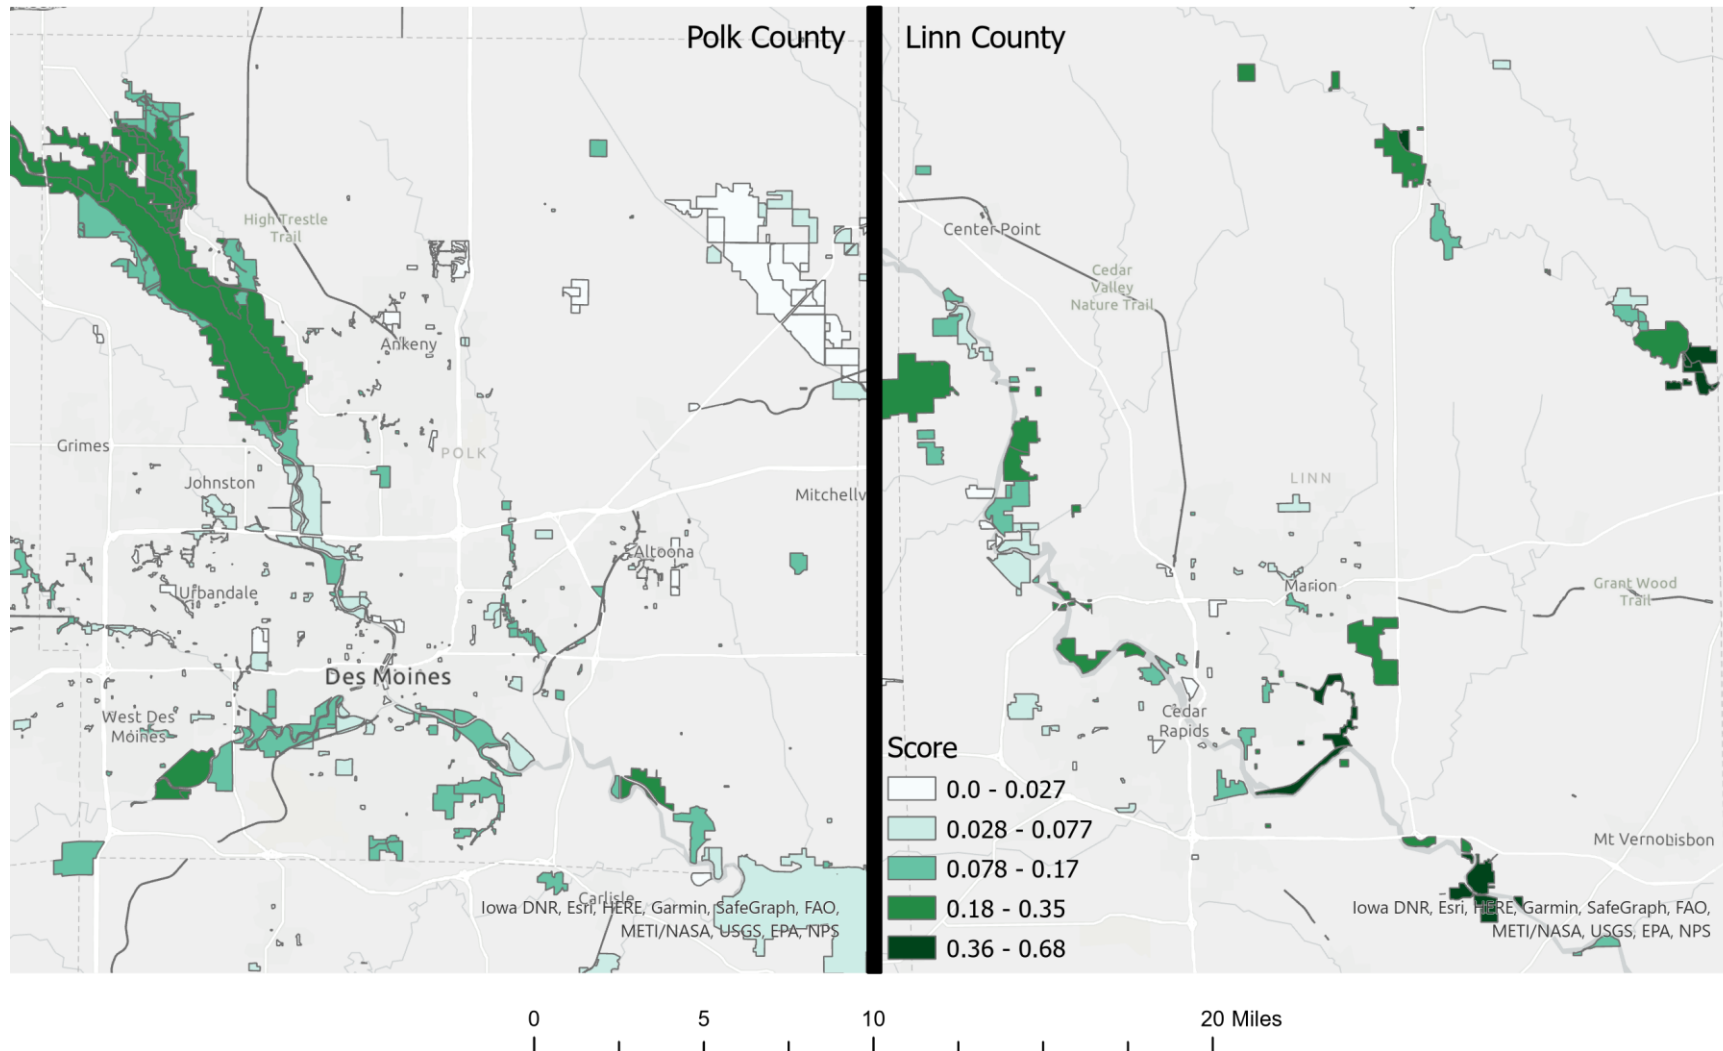 Polk County
Linn County
High Trestle
Trail
Ankeny
Grimes
POLK
Johnston
Mitchellv
Altoona
Urbandale
Des Moines
West Des
Moines
Carlisle
Iowa DNR, Esri, HERE, Garmin, SafeGraph, FAO,
METI/NASA, USGS, EPA, NPS
Center Point
Cedar
Valley
Nature Trail
LINN
Marion
Grant Wood
Trail
Cedar
Rapids
Mt Vernon
Lisbon
Score
0.0 - 0.027
0.028 - 0.077
0.078 - 0.17
0.18 - 0.35
0.36 - 0.68
Iowa DNR, Esri, HERE, Garmin, SafeGraph, FAO,
METI/NASA, USGS, EPA, NPS
0 5 10 20 Miles